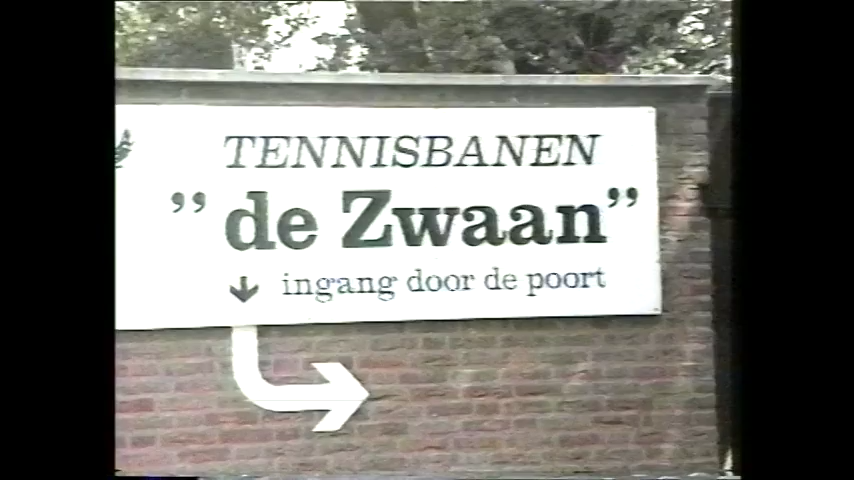 TENNISBANEN
”de Zwaan”
ingang door de poort